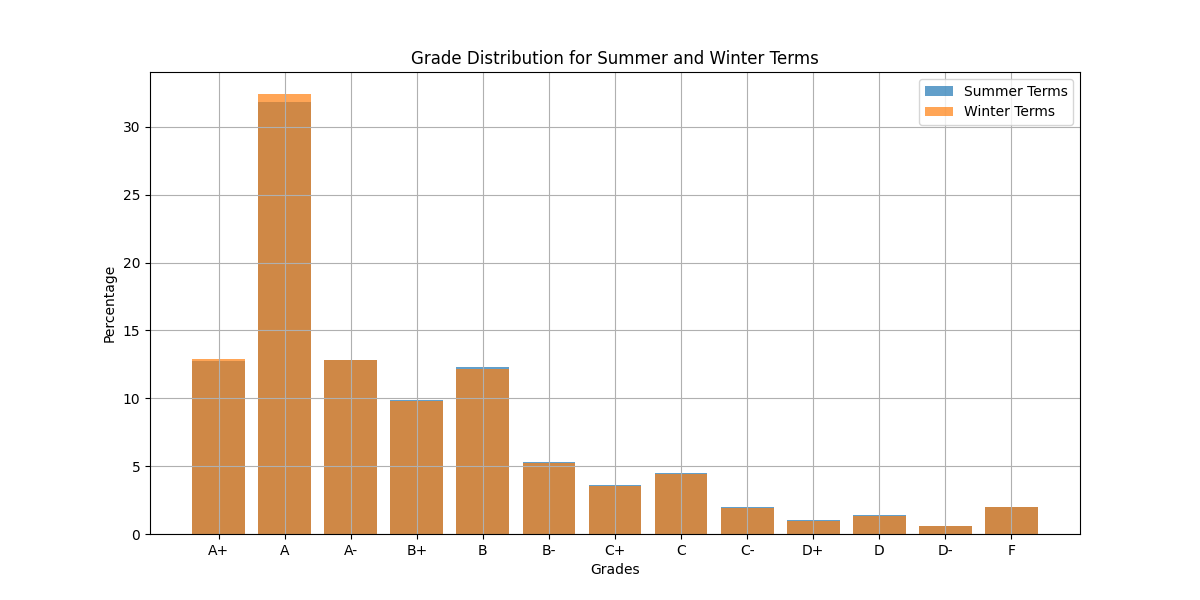 Grade Distribution for Summer and Winter Terms
Summer Terms
Winter Terms
Percentage
30
25
20
15
10
5
0
A+ A A- B+ B B- C+ C C- D+ D D- F
Grades